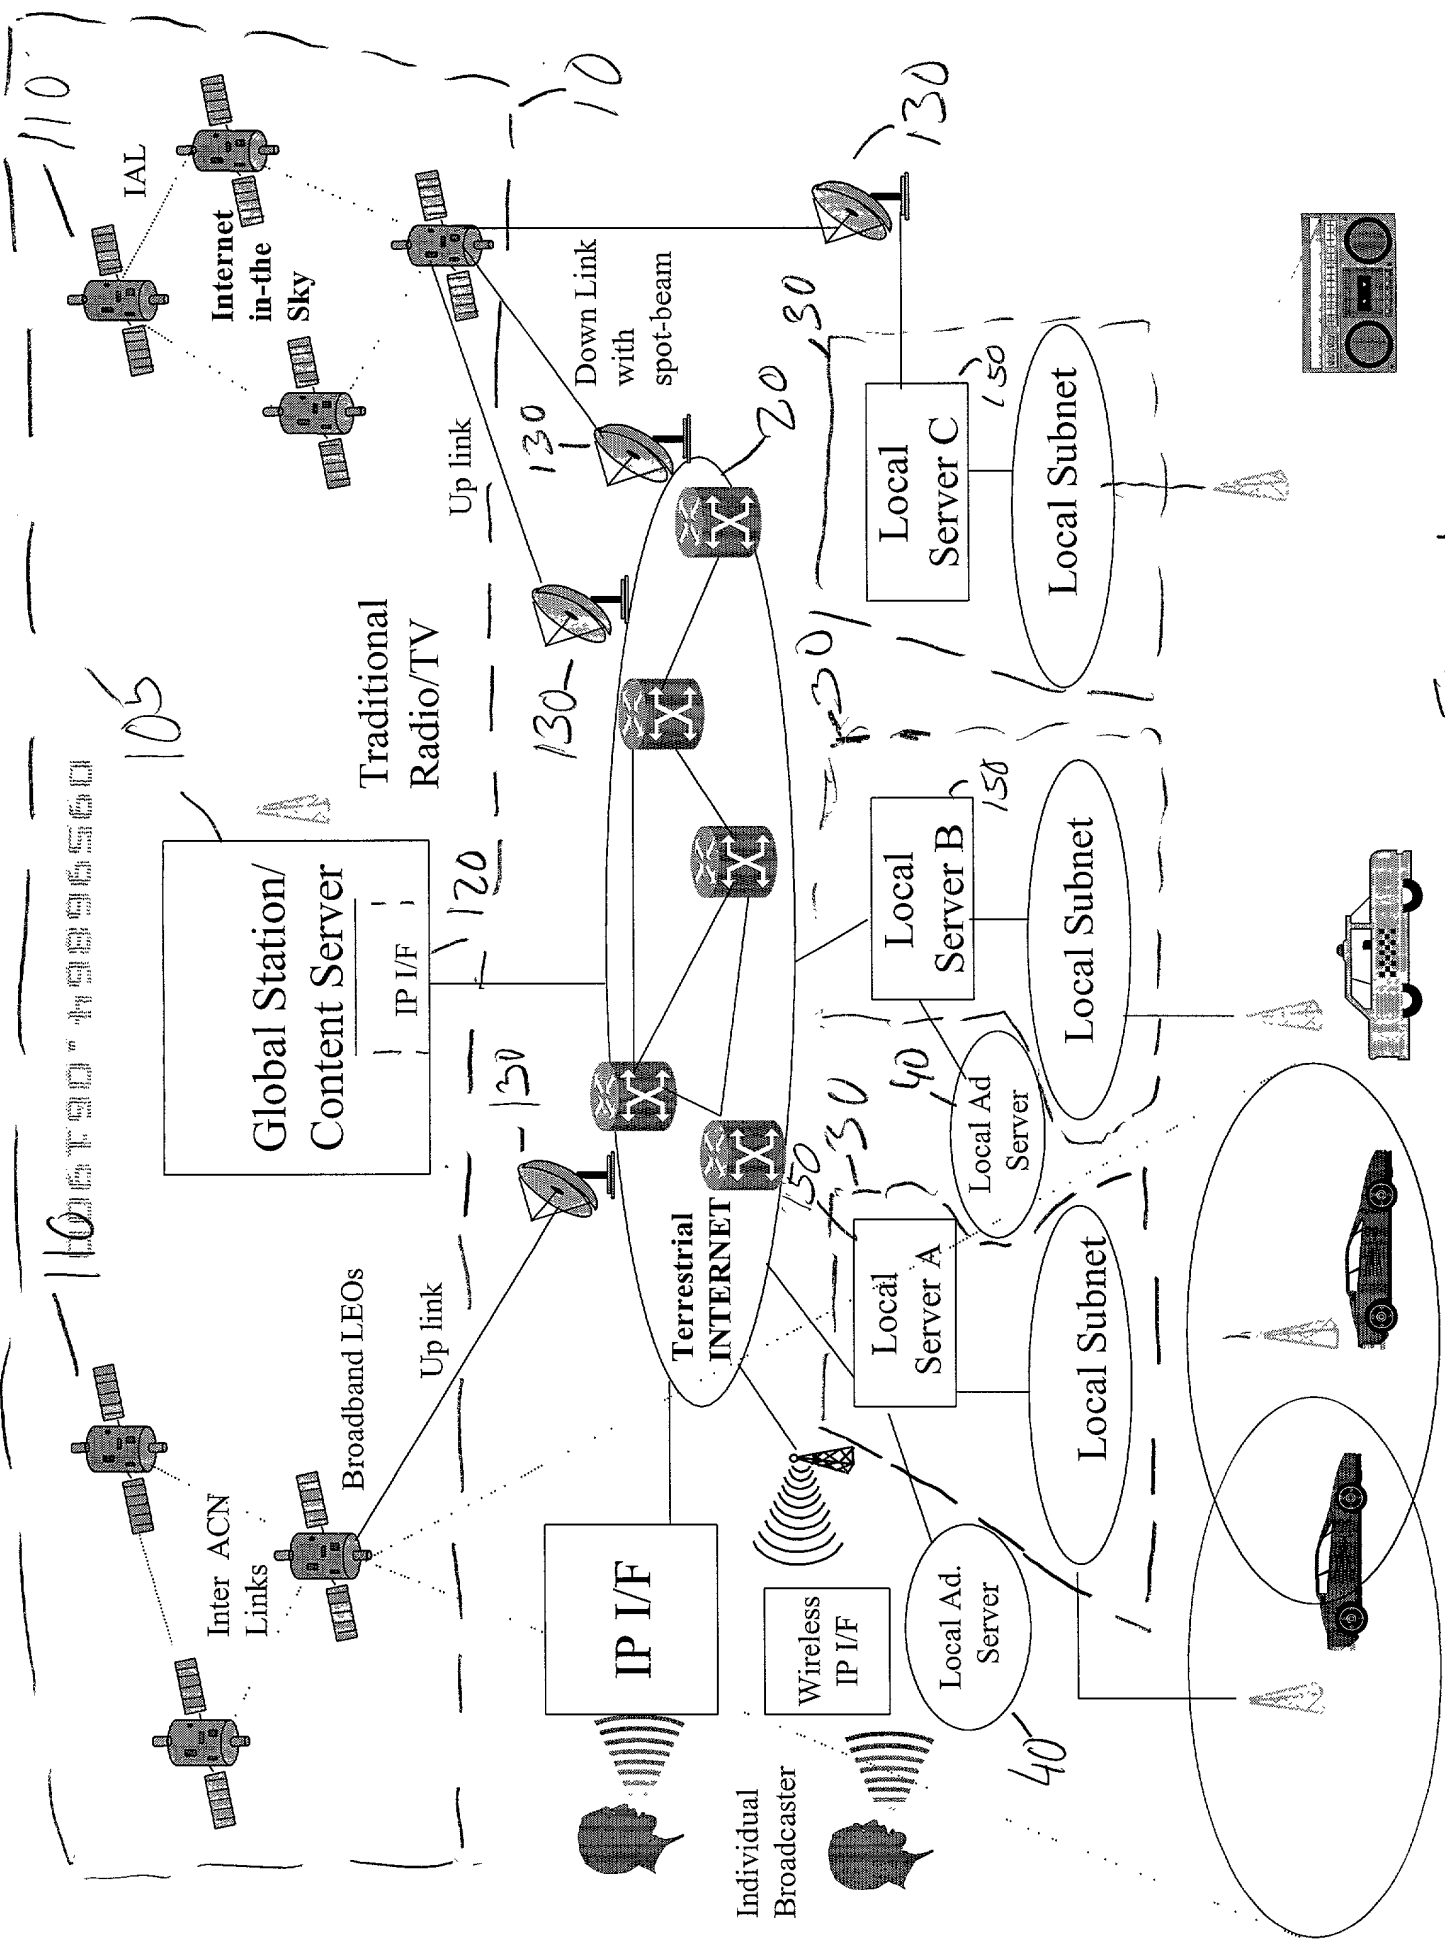 110
105
110
Inter ACN
Links
Broadband LEOs
Up link
Global Station/
Content Server
IP I/F
120
Traditional
Radio/TV
Up link
IAL
Internet
in-the
Sky
10
Down Link
with
spot-beam
130
130
130
130
20
Terrestrial
INTERNET
IP I/F
Wireless
IP I/F
Individual
Broadcaster
Local Ad.
Server
40
150
30
Local
Server A
Local Subnet
40
Local Ad
Server
30
Local
Server B
150
Local Subnet
30
Local
Server C
150
Local Subnet